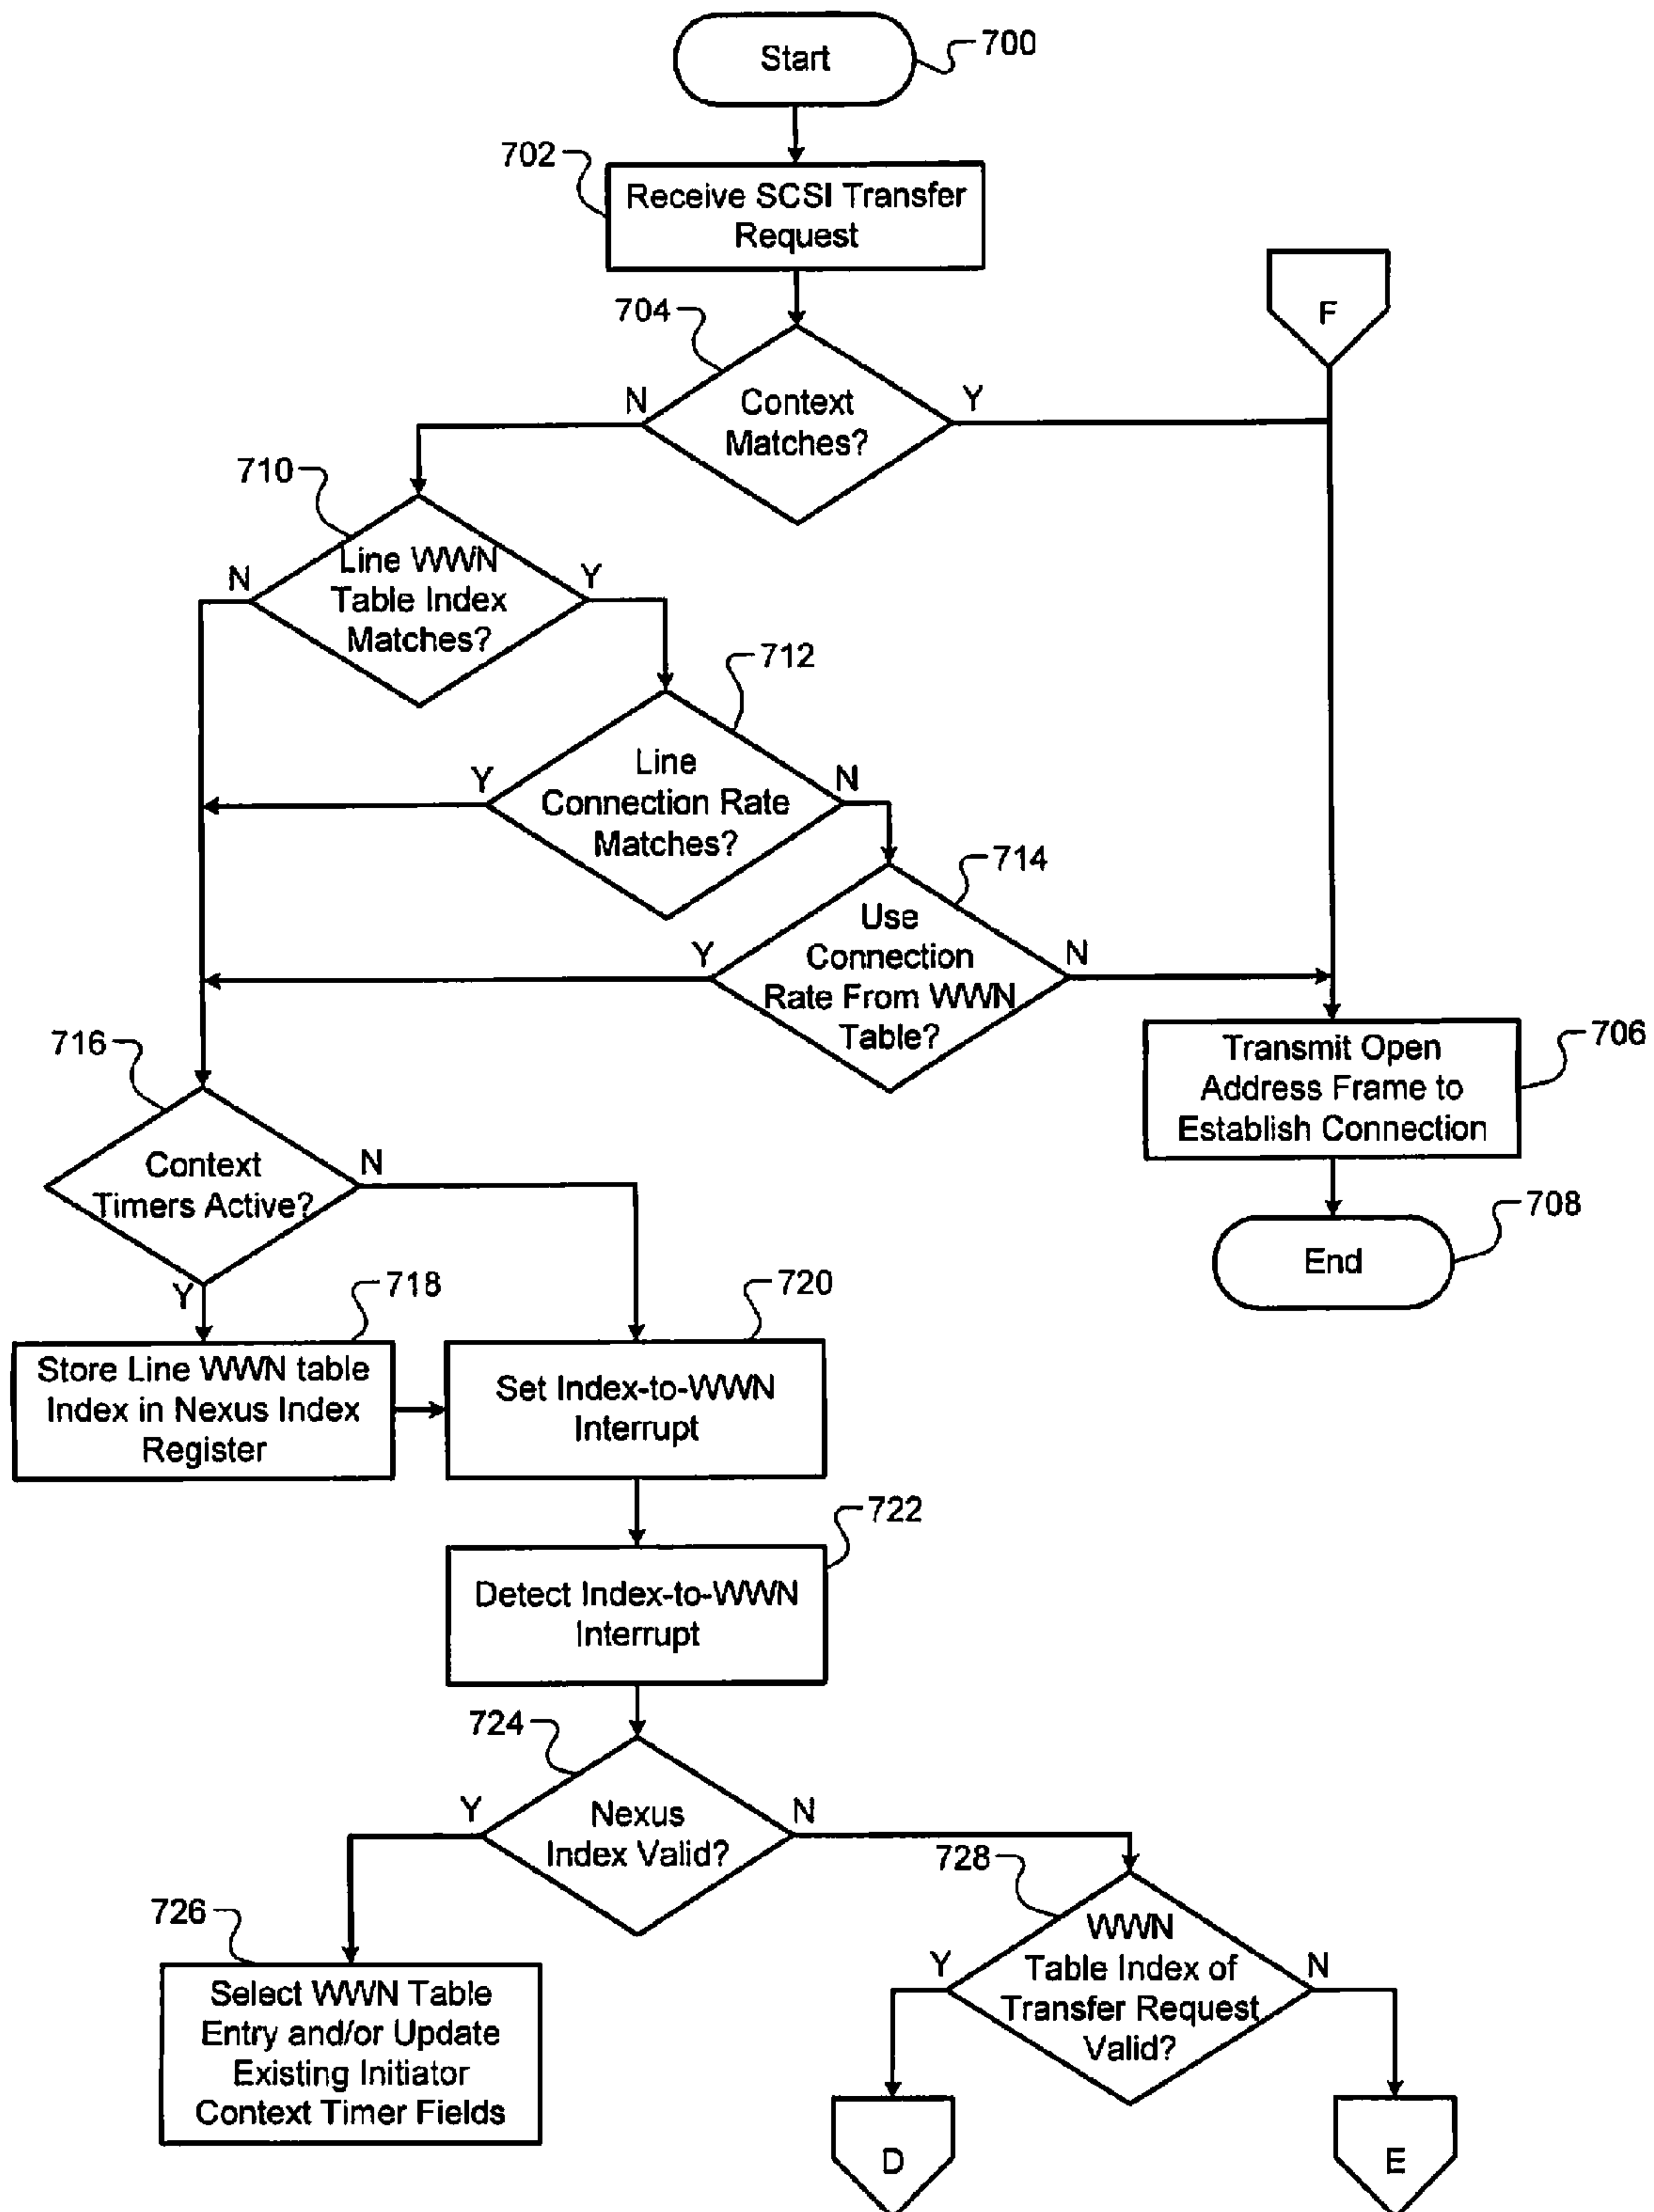 Start
700
702
Receive SCSI Transfer
Request
704
F
N
Context
Matches?
Y
710
N
Line WWN
Table Index
Matches?
Y
712
Y
Line
Connection Rate
Matches?
N
714
Y
Use
Connection
Rate From WWN
Table?
N
716
Transmit Open
Address Frame to
Establish Connection
706
Context
Timers Active?
N
Y
End
708
718
720
Store Line WWN table
Index in Nexus Index
Register
Set Index-to-WWN
Interrupt
722
Detect Index-to-WWN
Interrupt
724
Y
Nexus
Index Valid?
N
728
726
Select WWN Table
Entry and/or Update
Existing Initiator
Context Timer Fields
Y
WWN
Table Index of
Transfer Request
Valid?
N
D
E